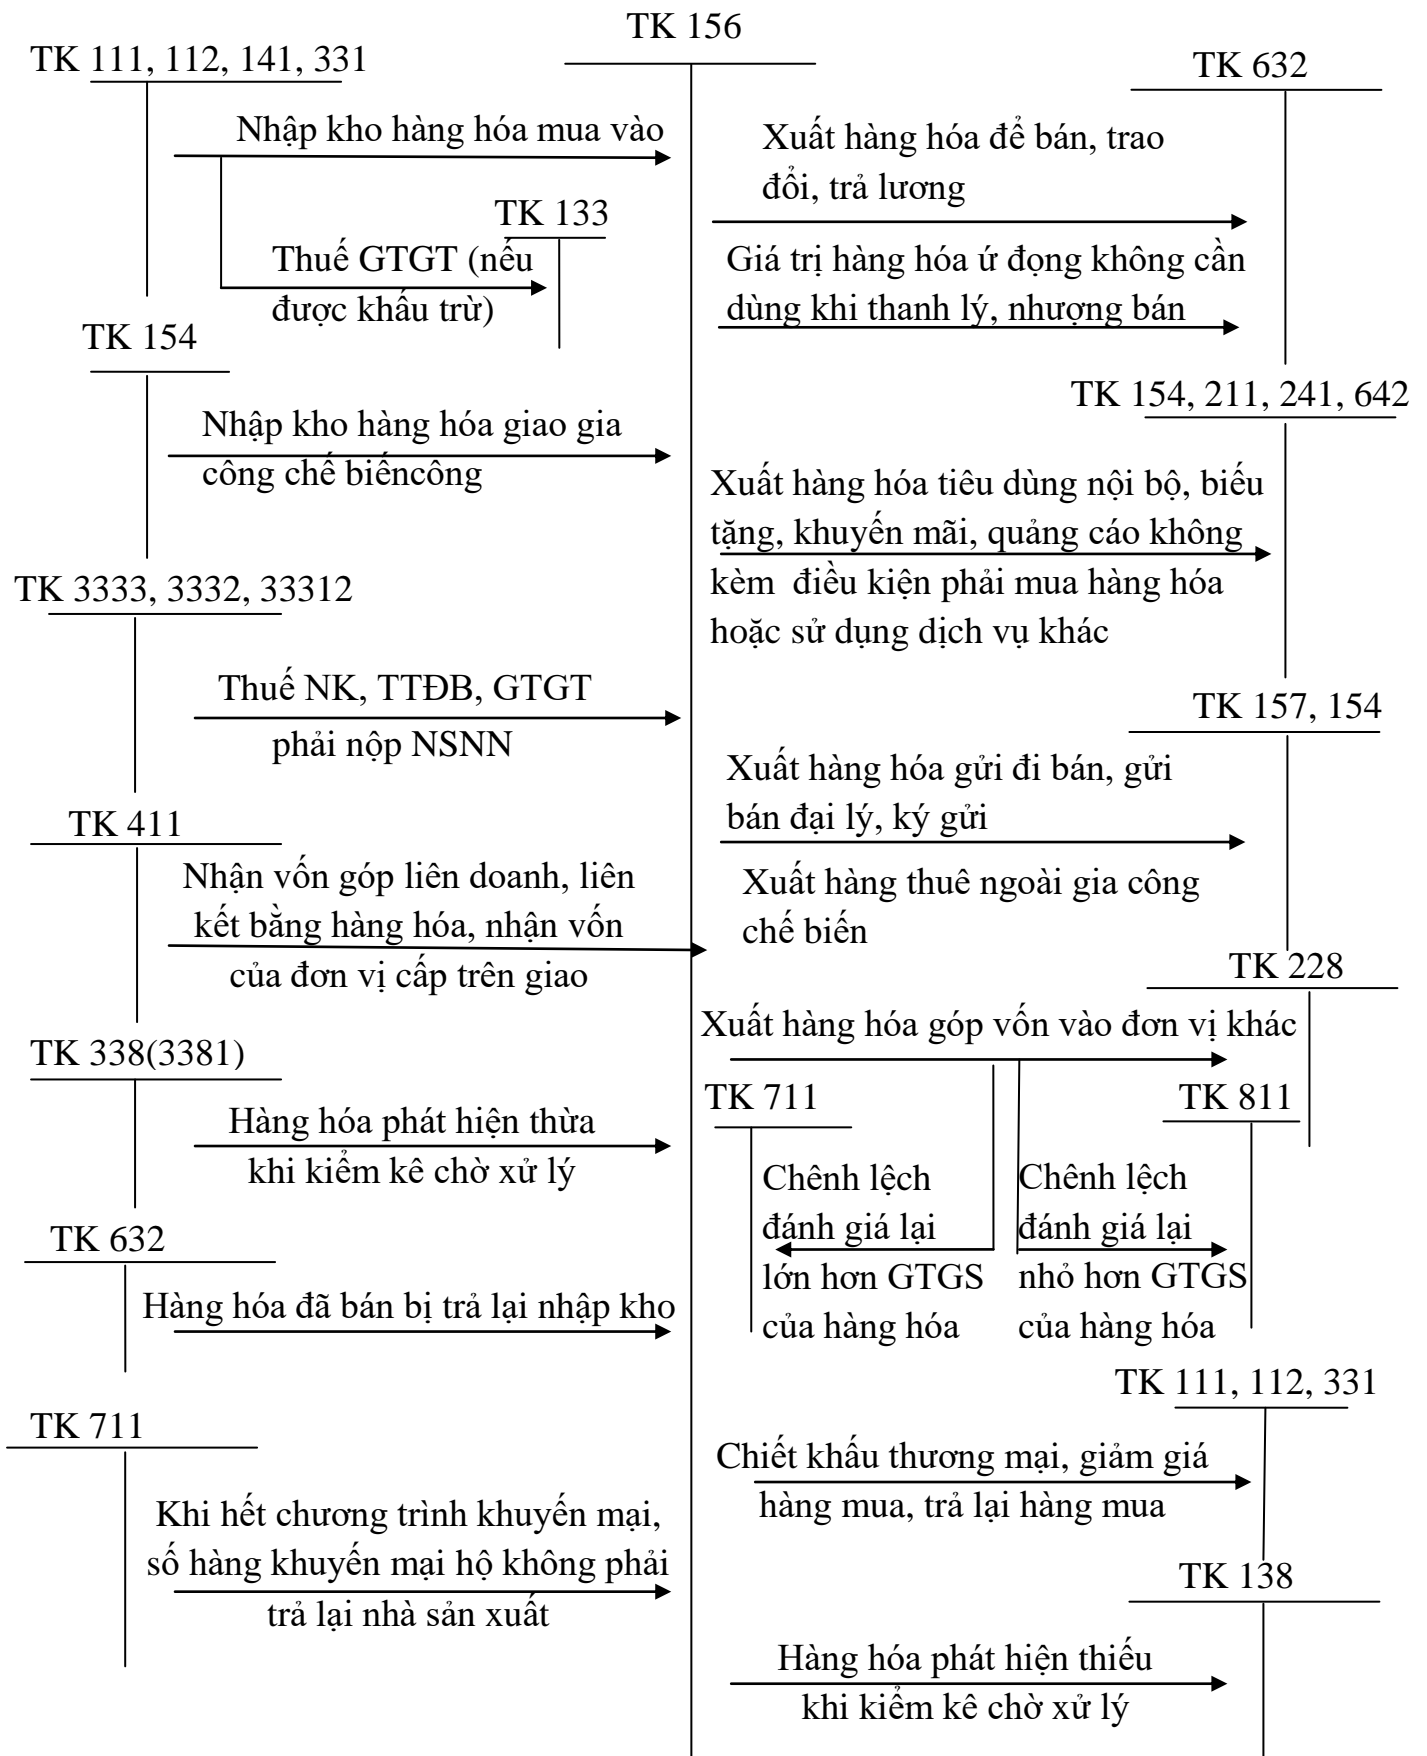 TK 156
TK 111, 112, 141, 331
Nhập kho hàng hóa mua vào
TK 133
Thuế GTGT (nếu
được khấu trừ)
TK 154
Nhập kho hàng hóa giao gia
công chế biếncông
TK 3333, 3332, 33312
Thuế NK, TTĐB, GTGT
phải nộp NSNN
TK 411
Nhận vốn góp liên doanh, liên
kết bằng hàng hóa, nhận vốn
của đơn vị cấp trên giao
TK 338(3381)
Hàng hóa phát hiện thừa
khi kiểm kê chờ xử lý
TK 632
Hàng hóa đã bán bị trả lại nhập kho
TK 711
Khi hết chương trình khuyến mại,
số hàng khuyến mại hộ không phải
trả lại nhà sản xuất
TK 632
Xuất hàng hóa để bán, trao
đổi, trả lương
Giá trị hàng hóa ứ đọng không cần
dùng khi thanh lý, nhượng bán
TK 154, 211, 241, 642
Xuất hàng hóa tiêu dùng nội bộ, biếu
tặng, khuyến mãi, quảng cáo không
kèm  điều kiện phải mua hàng hóa
hoặc sử dụng dịch vụ khác
TK 157, 154
Xuất hàng hóa gửi đi bán, gửi
bán đại lý, ký gửi
Xuất hàng thuê ngoài gia công
chế biến
TK 228
Xuất hàng hóa góp vốn vào đơn vị khác
TK 711
Chênh lệch
đánh giá lại
lớn hơn GTGS
của hàng hóa
TK 811
Chênh lệch
đánh giá lại
nhỏ hơn GTGS
của hàng hóa
TK 111, 112, 331
Chiết khấu thương mại, giảm giá
hàng mua, trả lại hàng mua
TK 138
Hàng hóa phát hiện thiếu
khi kiểm kê chờ xử lý